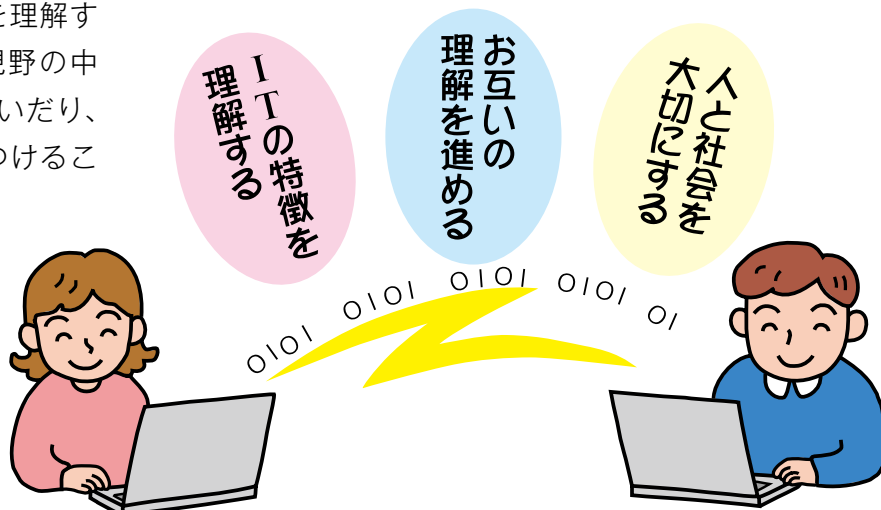 を理解す
視野の中
いだり、
つけるこ
ITの特徴を
理解する
お互いの
理解を進める
人と社会を
大切にする
0101 0101 0101 0101 01